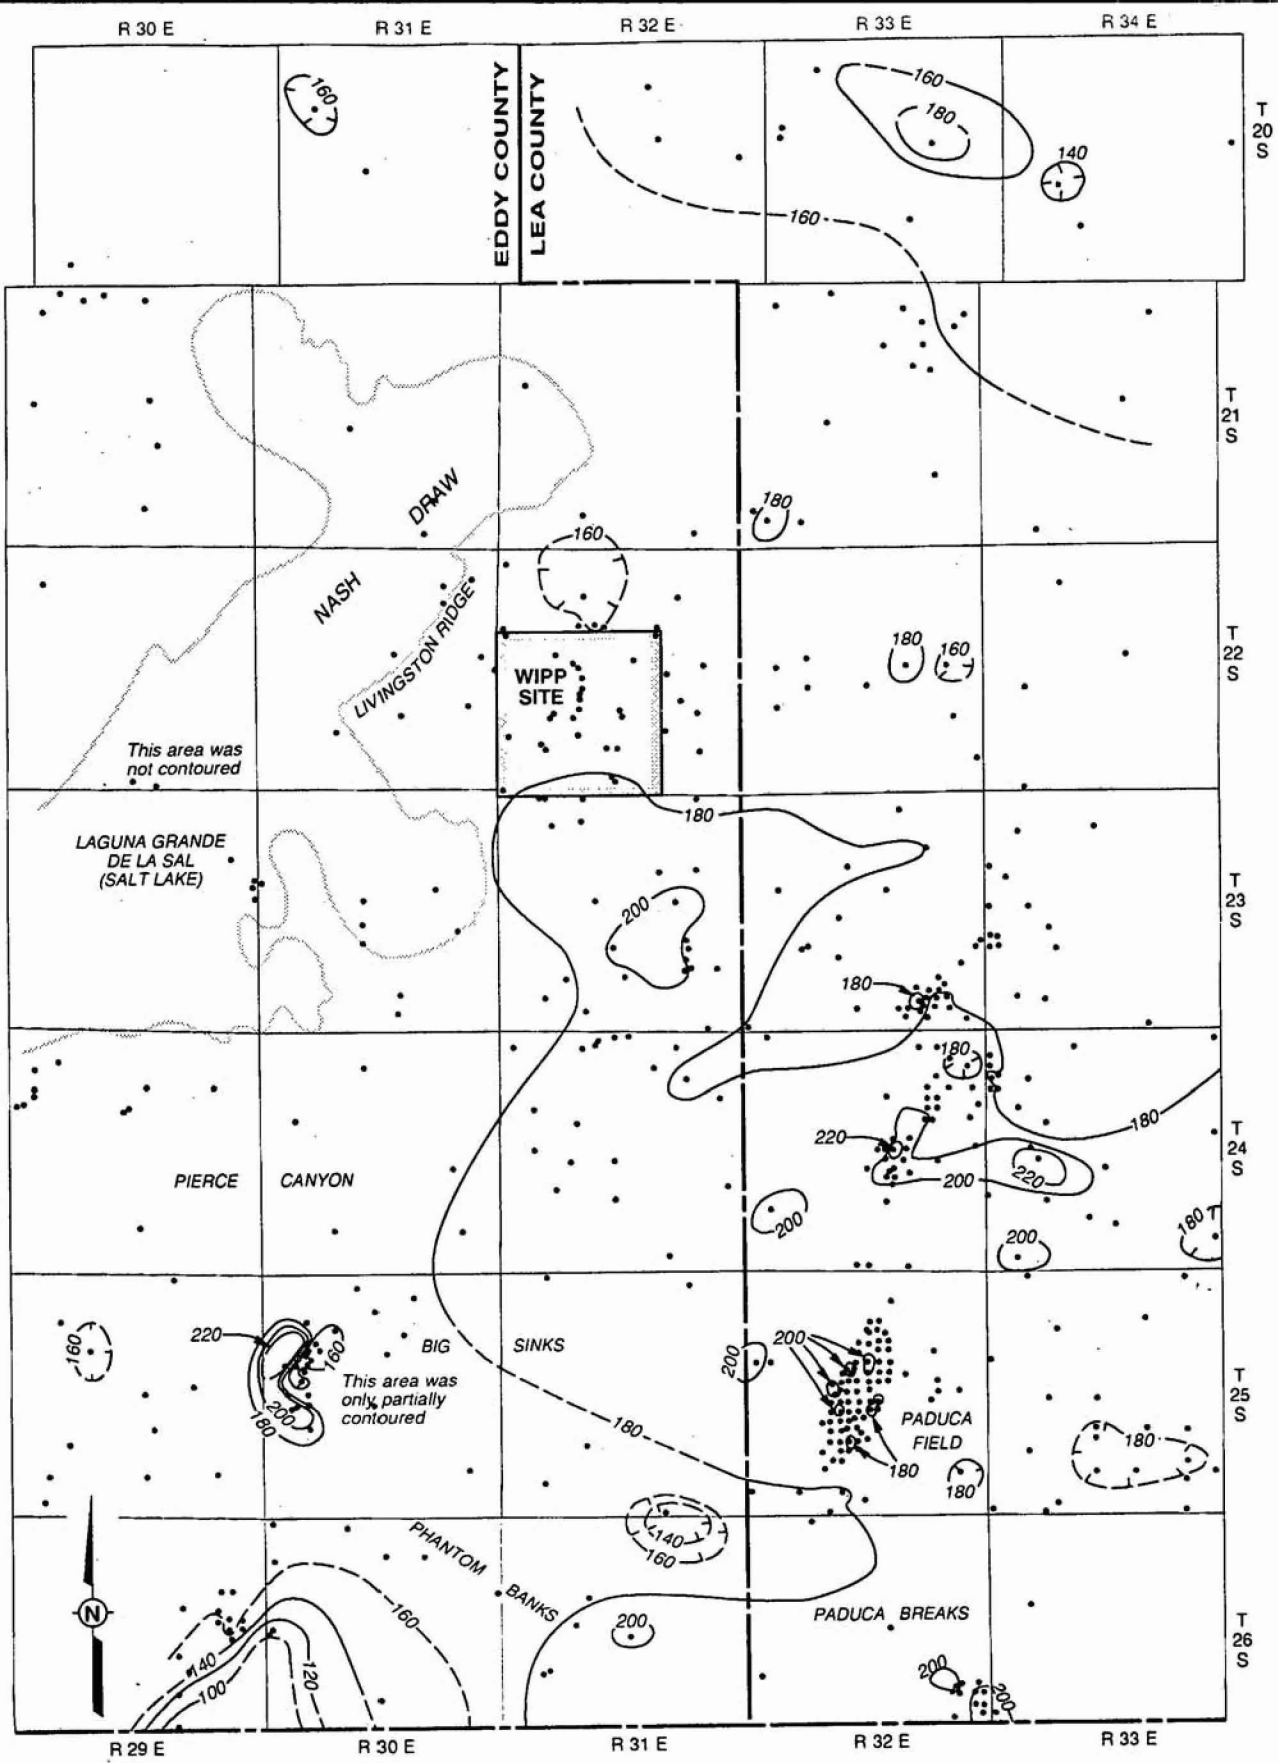 R 30 E
R 31 E
R 32 E
R 33 E
R 34 E
EDDY COUNTY
LEA COUNTY
160
160
180
140
160
T
20
S
T
21
S
DRAW
180
160
NASH
LIVINGSTON RIDGE
WIPP
SITE
180
160
T
22
S
This area was
not contoured
180
LAGUNA GRANDE
DE LA SAL
(SALT LAKE)
200
T
23
S
180
180
180
220
T
24
S
PIERCE CANYON
200
220
200
200
180
220
160
160
BIG SINKS
200
200
This area was
only partially
contoured
200
180
180
PADUCA
FIELD
180
180
180
T
25
S
140
160
PHANTOM
BANKS
N
160
200
PADUCA BREAKS
T
26
S
140
100
120
200
200
R 29 E
R 30 E
R 31 E
R 32 E
R 33 E